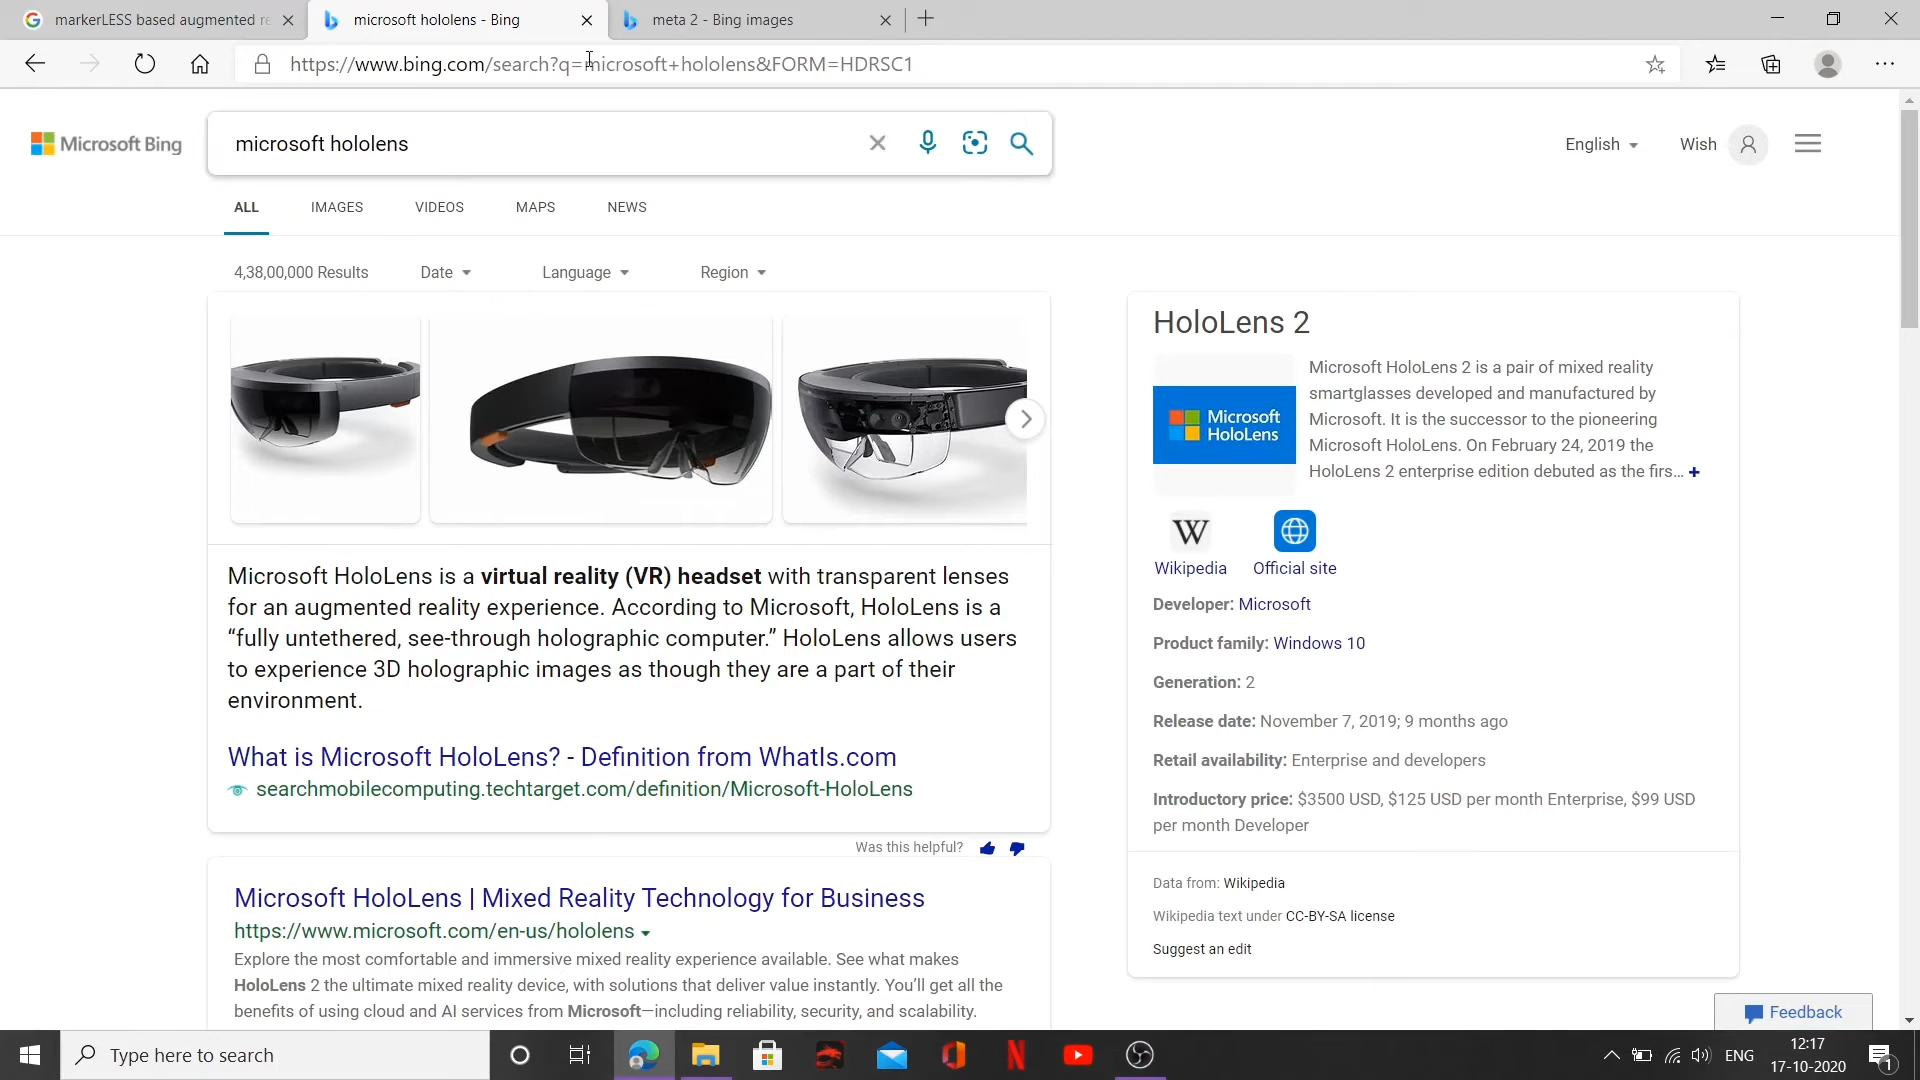 markerLESS based augmented re
microsoft hololens - Bing
meta 2 - Bing images
https://www.bing.com/search?q=microsoft+hololens&FORM=HDRSC1
Microsoft Bing
microsoft hololens
English
Wish
ALL
IMAGES
VIDEOS
MAPS
NEWS
4,38,00,000 Results
Date
Language
Region
Microsoft HoloLens is a virtual reality (VR) headset with transparent lenses
for an augmented reality experience. According to Microsoft, HoloLens is a
“fully untethered, see-through holographic computer.” HoloLens allows users
to experience 3D holographic images as though they are a part of their
environment.
What is Microsoft HoloLens? - Definition from WhatIs.com
searchmobilecomputing.techtarget.com/definition/Microsoft-HoloLens
Was this helpful?
Microsoft HoloLens | Mixed Reality Technology for Business
https://www.microsoft.com/en-us/hololens
Explore the most comfortable and immersive mixed reality experience available. See what makes
HoloLens 2 the ultimate mixed reality device, with solutions that deliver value instantly. You’ll get all the
benefits of using cloud and AI services from Microsoft—including reliability, security, and scalability.
HoloLens 2
Microsoft
HoloLens
Microsoft HoloLens 2 is a pair of mixed reality
smartglasses developed and manufactured by
Microsoft. It is the successor to the pioneering
Microsoft HoloLens. On February 24, 2019 the
HoloLens 2 enterprise edition debuted as the firs... +
W
Wikipedia
Official site
Developer: Microsoft
Product family: Windows 10
Generation: 2
Release date: November 7, 2019; 9 months ago
Retail availability: Enterprise and developers
Introductory price: $3500 USD, $125 USD per month Enterprise, $99 USD
per month Developer
Data from: Wikipedia
Wikipedia text under CC-BY-SA license
Suggest an edit
Feedback
Type here to search
ENG
12:17
17-10-2020
1